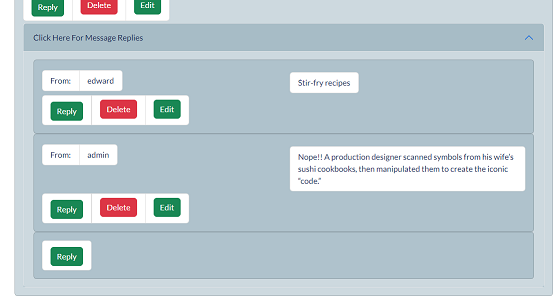 Reply Delete Edit
Click Here For Message Replies
From: edward
Stir-fry recipes
Reply Delete Edit
From: admin
Nope!! A production designer scanned symbols from his wife's
sushi cookbooks, then manipulated them to create the iconic
"code."
Reply Delete Edit
Reply